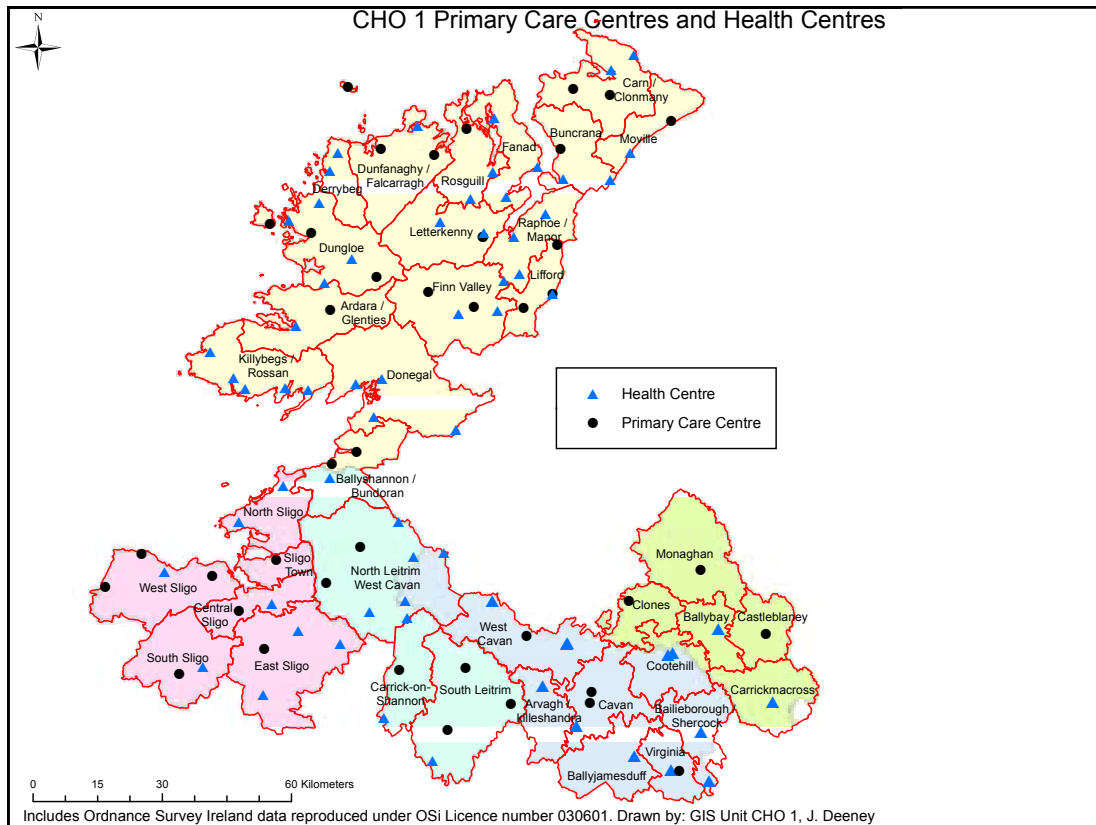 CHO 1 Primary Care Centres and Health Centres
N
Carn /
Clonmany
Buncrana
Moville
Fanad
Dunfanaghy /
Falcarragh
Rosguill
Derrybeg
Letterkenny
Raphoe /
Manor
Dungloe
Lifford
Finn Valley
Ardara /
Glenties
Killybegs /
Rossan
Donegal
Health Centre
Primary Care Centre
Ballyshannon /
Bundoran
North Sligo
Sligo
Town
North Leitrim
West Cavan
West Sligo
Central
Sligo
South Sligo
East Sligo
Monaghan
Clones
Ballybay
Castleblaney
West
Cavan
Cootehill
Carrick-on-
Shannon
South Leitrim
Arvagh
killeshandra
Cavan
Bailieborough /
Shercock
Carrickmacross
Virginia
Ballyjamesduff
0 15 30 60 Kilometers
Includes Ordnance Survey Ireland data reproduced under OSi Licence number 030601. Drawn by: GIS Unit CHO 1, J. Deeney